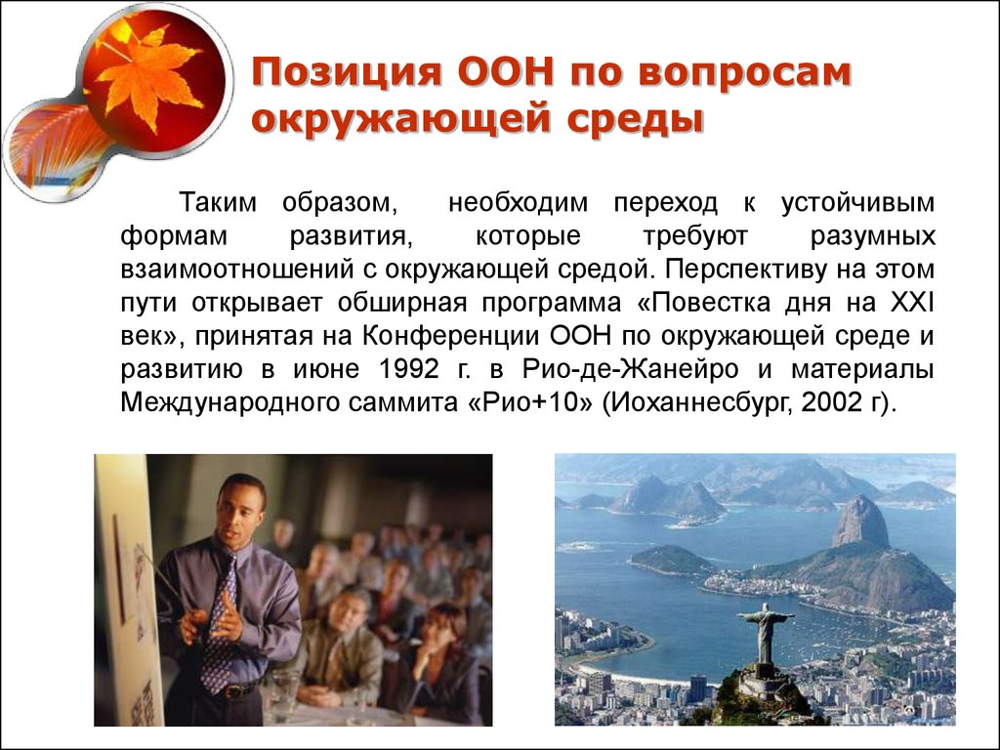 Позиция ООН по вопросам
окружающей среды
Таким образом, необходим переход к устойчивым
формам развития, которые требуют разумных
взаимоотношений с окружающей средой. Перспективу на этом
пути открывает обширная программа «Повестка дня на XXI
век», принятая на Конференции ООН по окружающей среде и
развитию в июне 1992 г. в Рио-де-Жанейро и материалы
Международного саммита «Рио+10» (Иоханнесбург, 2002 г).